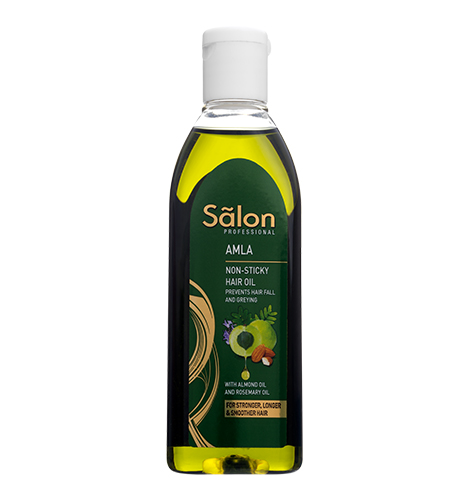 Sãlon
PROFESSIONAL
AMLA
NON-STICKY
HAIR OIL
PREVENTS HAIR FALL
AND GREYING
WITH ALMOND OIL
AND ROSEMARY OIL
FOR STRONGER, LONGER
& SMOOTHER HAIR